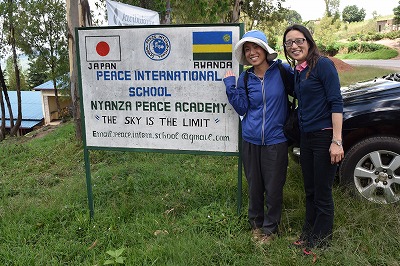 JAPAN RWANDA
PEACE INTERNATIONAL
SCHOOL
NYANZA PEACE ACADEMY
"THE SKY IS THE LIMIT"
Email.peace.intern.school@gmail.com